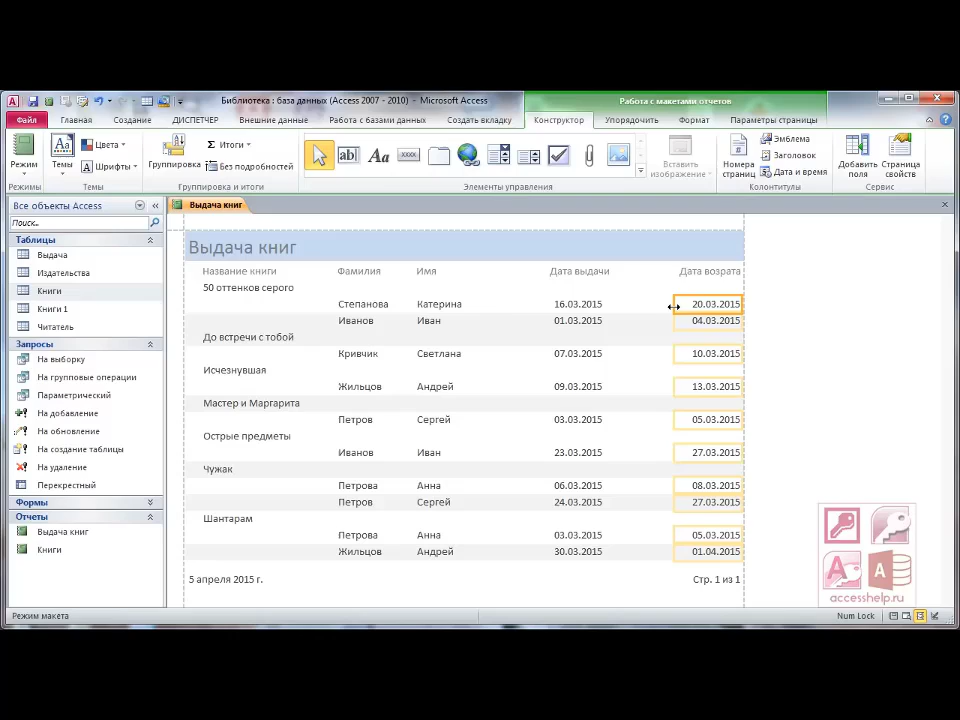 Библиотека : база данных (Access 2007 - 2010) - Microsoft Access
Работа с макетами отчетов
Файл Главная Создание ДИСПЕТЧЕР Внешние данные Работа с базами данных Создать вкладку Конструктор Упорядочить Формат Параметры страницы
Режим
Режимы
Темы
Цвета
Шрифты
Темы
Группировка
Σ Итоги
Без подробностей
Группировка и итоги
ab|
Aa
XXXX
Элементы управления
Вставить изображение
Номера страниц
Эмблема
Заголовок
Дата и время
Колонтитулы
Добавить поля
Страница свойств
Сервис
Все объекты Access
Поиск...
Таблицы
Выдача
Издательства
Книги
Книги 1
Читатель
Запросы
На выборку
На групповые операции
Параметрический
На добавление
На обновление
На создание таблицы
На удаление
Перекрестный
Формы
Отчеты
Выдача книг
Книги
Выдача книг
Выдача книг
Название книги Фамилия Имя Дата выдачи Дата возрата
50 оттенков серого
Степанова Катерина 16.03.2015 20.03.2015
Иванов Иван 01.03.2015 04.03.2015
До встречи с тобой
Кривчик Светлана 07.03.2015 10.03.2015
Исчезнувшая
Жильцов Андрей 09.03.2015 13.03.2015
Мастер и Маргарита
Петров Сергей 03.03.2015 05.03.2015
Острые предметы
Иванов Иван 23.03.2015 27.03.2015
Чужак
Петрова Анна 06.03.2015 08.03.2015
Петров Сергей 24.03.2015 27.03.2015
Шантарам
Петрова Анна 03.03.2015 05.03.2015
Жильцов Андрей 30.03.2015 01.04.2015
5 апреля 2015 г. Стр. 1 из 1
accesshelp.ru
Режим макета Num Lock